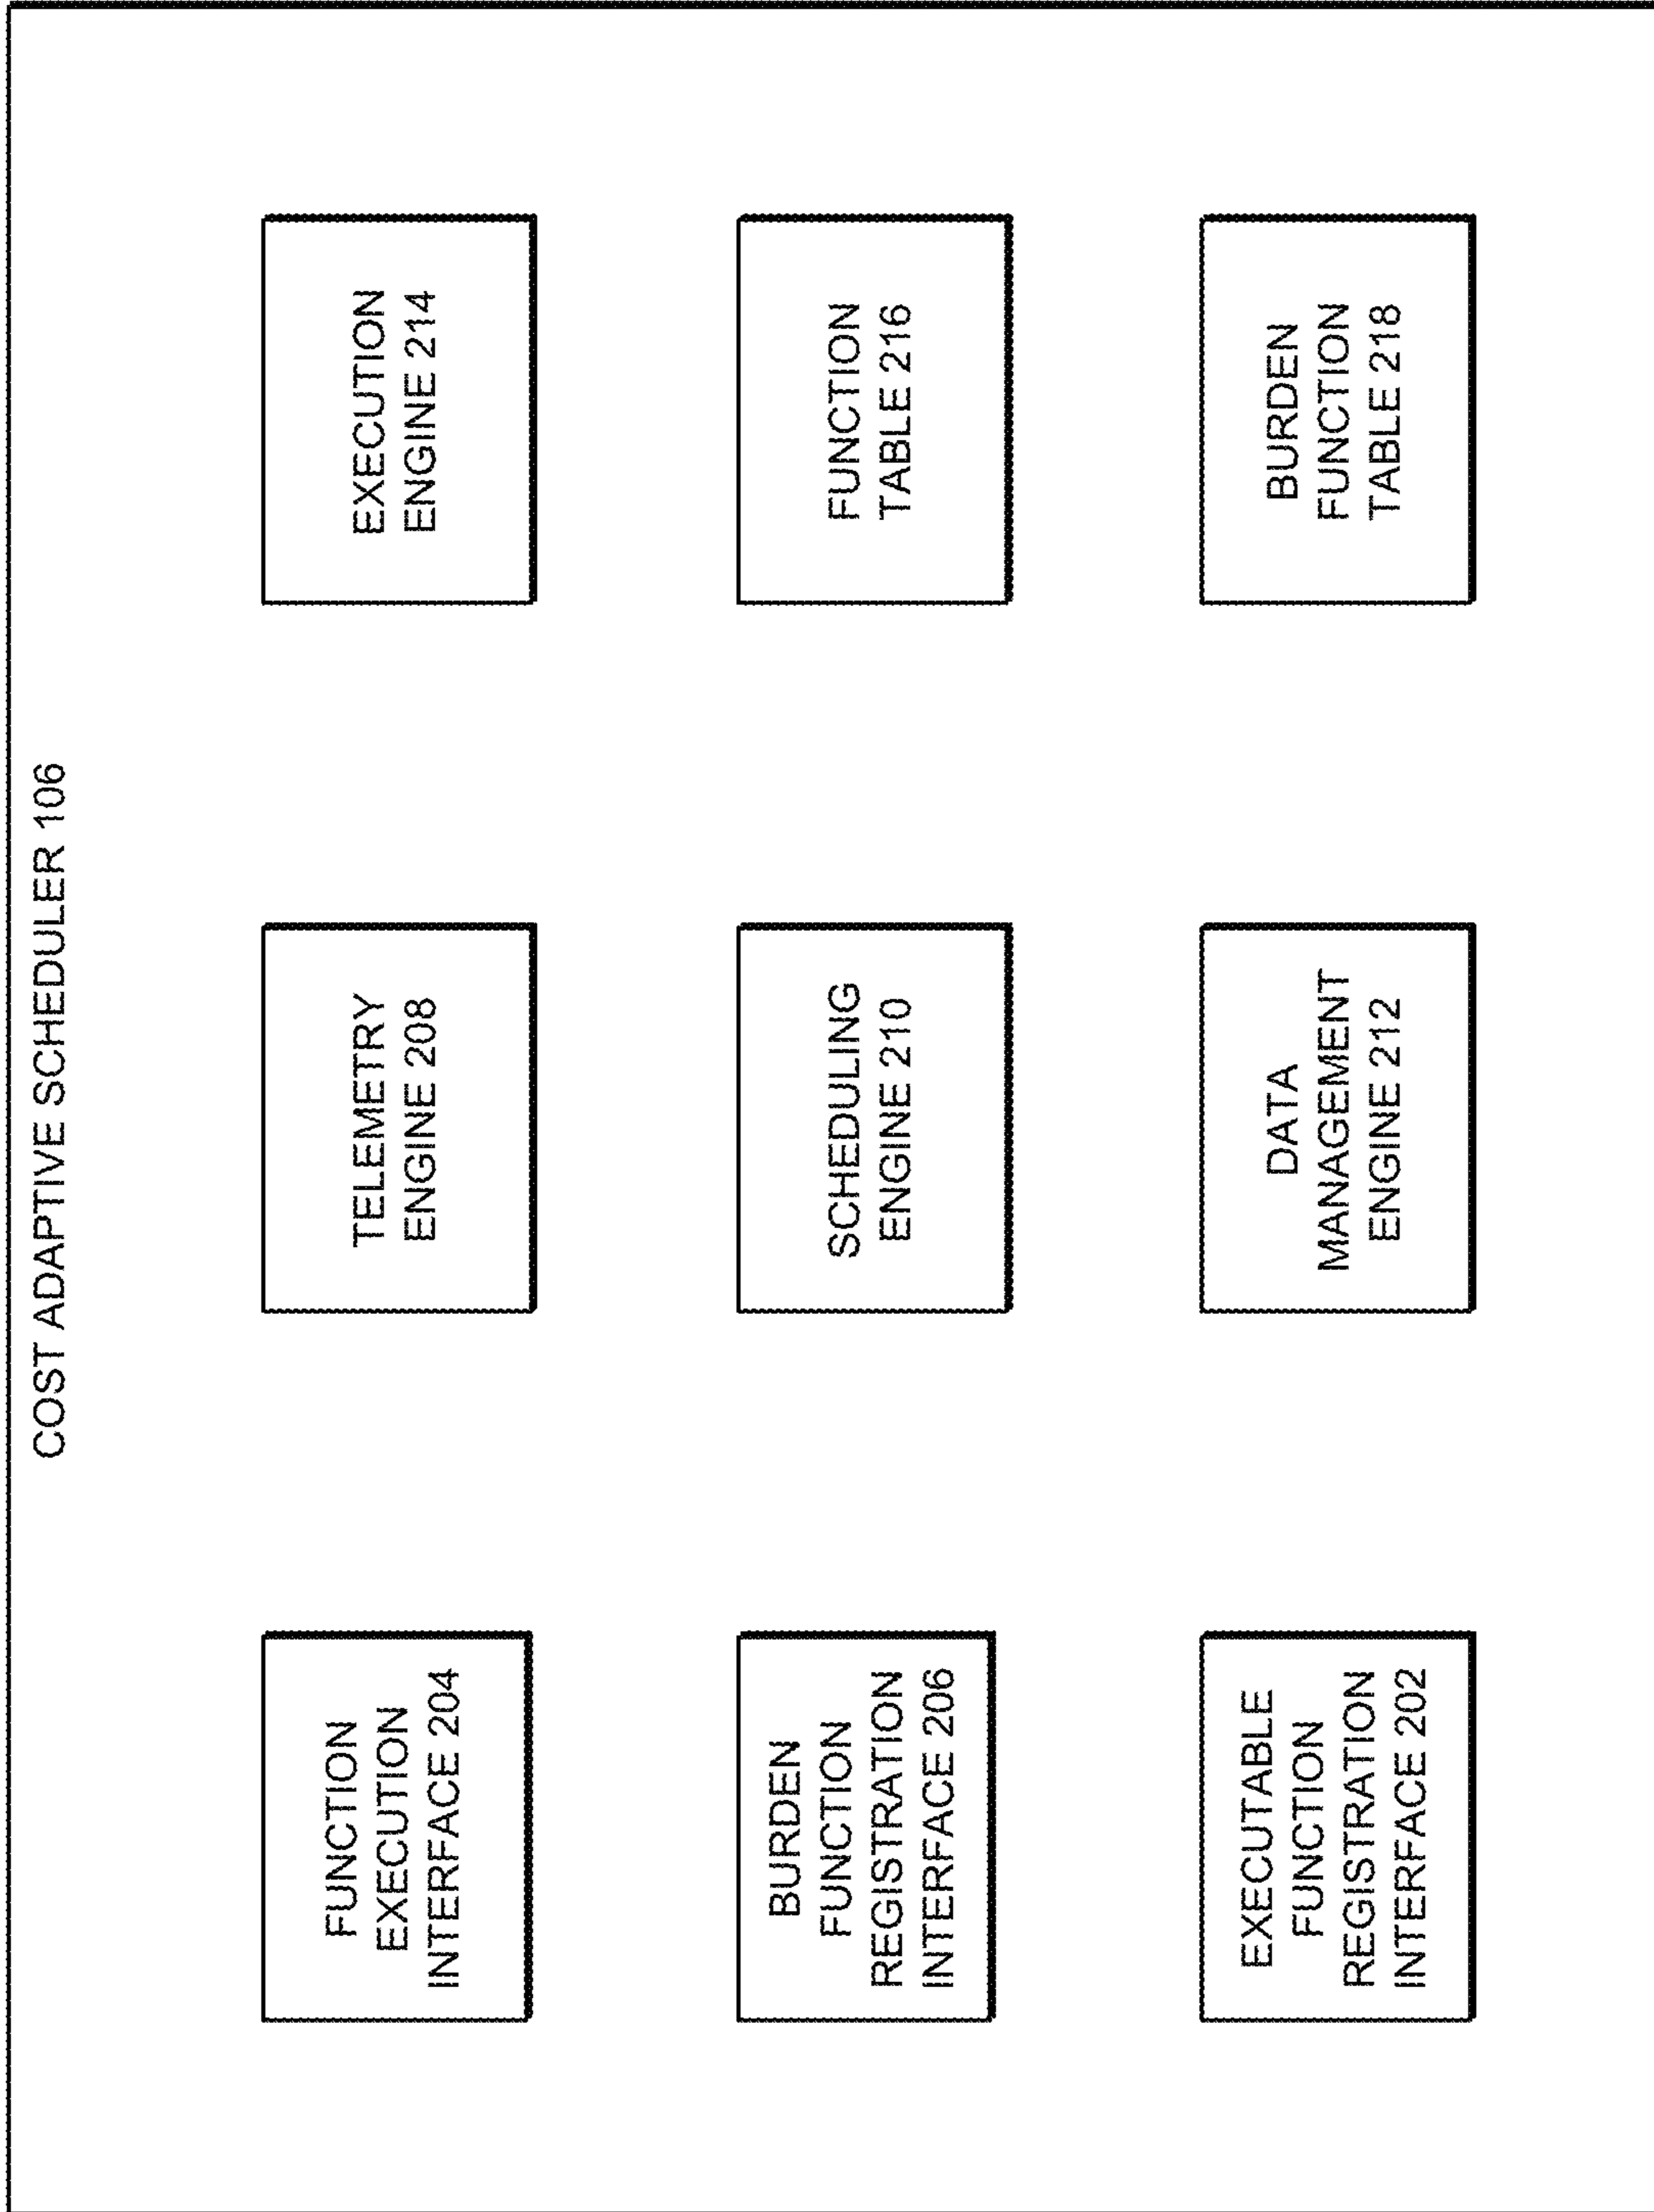 COST ADAPTIVE SCHEDULER 106
FUNCTION
EXECUTION
INTERFACE 204
TELEMETRY
ENGINE 208
EXECUTION
ENGINE 214
BURDEN
FUNCTION
REGISTRATION
INTERFACE 206
SCHEDULING
ENGINE 210
FUNCTION
TABLE 216
EXECUTABLE
FUNCTION
REGISTRATION
INTERFACE 202
DATA
MANAGEMENT
ENGINE 212
BURDEN
FUNCTION
TABLE 218